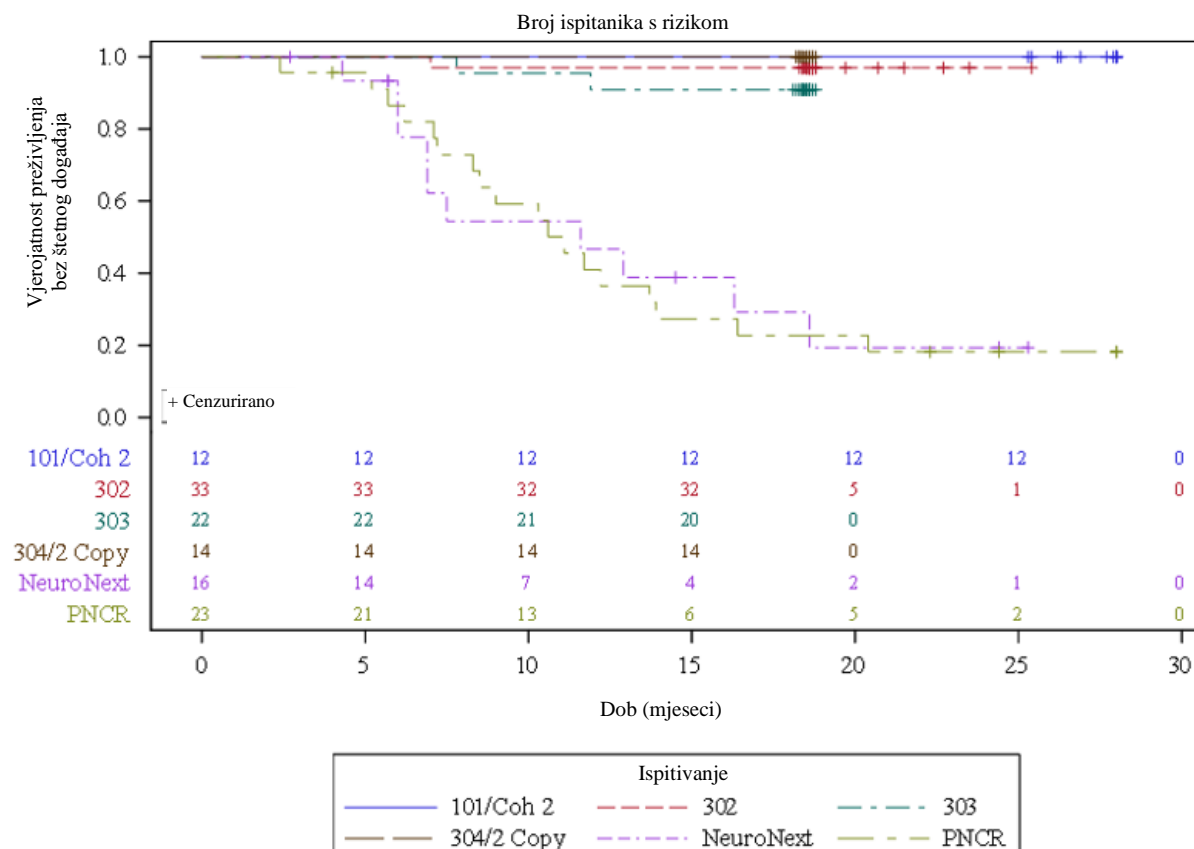 Broj ispitanika s rizikom
Vjerojatnost preživljenja
bez štetnog događaja
1.0
0.8
0.6
0.4
0.2
0.0
+ Cenzurirano
101/Coh 2 12 12 12 12 12 12 0
302 33 33 32 32 5 1 0
303 22 22 21 20 0
304/2 Copy 14 14 14 14 0
NeuroNext 16 14 7 4 2 1 0
PNCR 23 21 13 6 5 2 0
0 5 10 15 20 25 30
Dob (mjeseci)
Ispitivanje
101/Coh 2 302 303
304/2 Copy NeuroNext PNCR